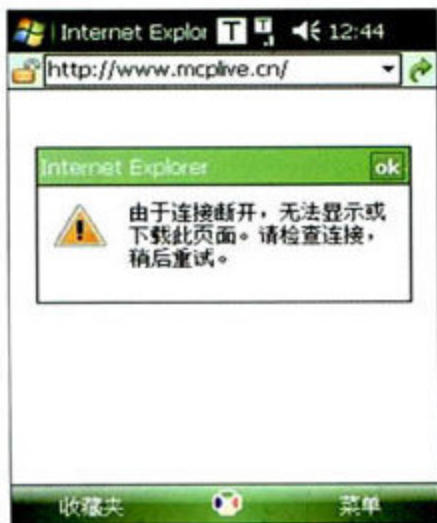 Internet Explor T T 12:44
http://www.mcplive.cn/
Internet Explorer ok
由于连接断开，无法显示或
下载此页面。请检查连接，
稍后重试。
收藏夹 菜单